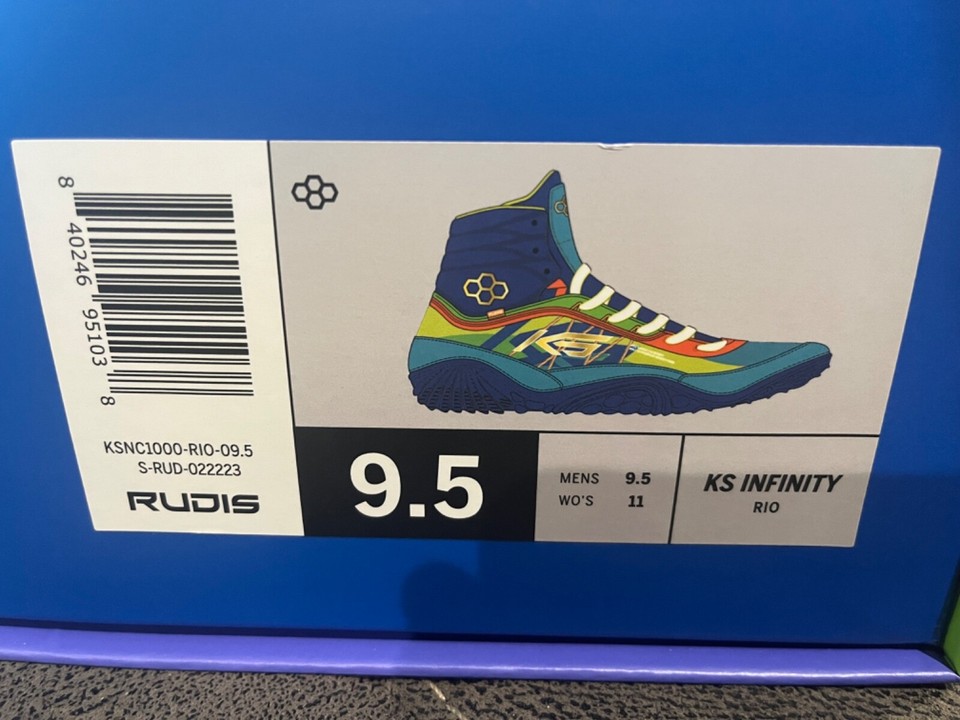 8 40246 95103 8
KSNC1000-RIO-09.5
S-RUD-022223
RUDIS
KS
9.5
MENS 9.5
WO'S 11
KS INFINITY
RIO